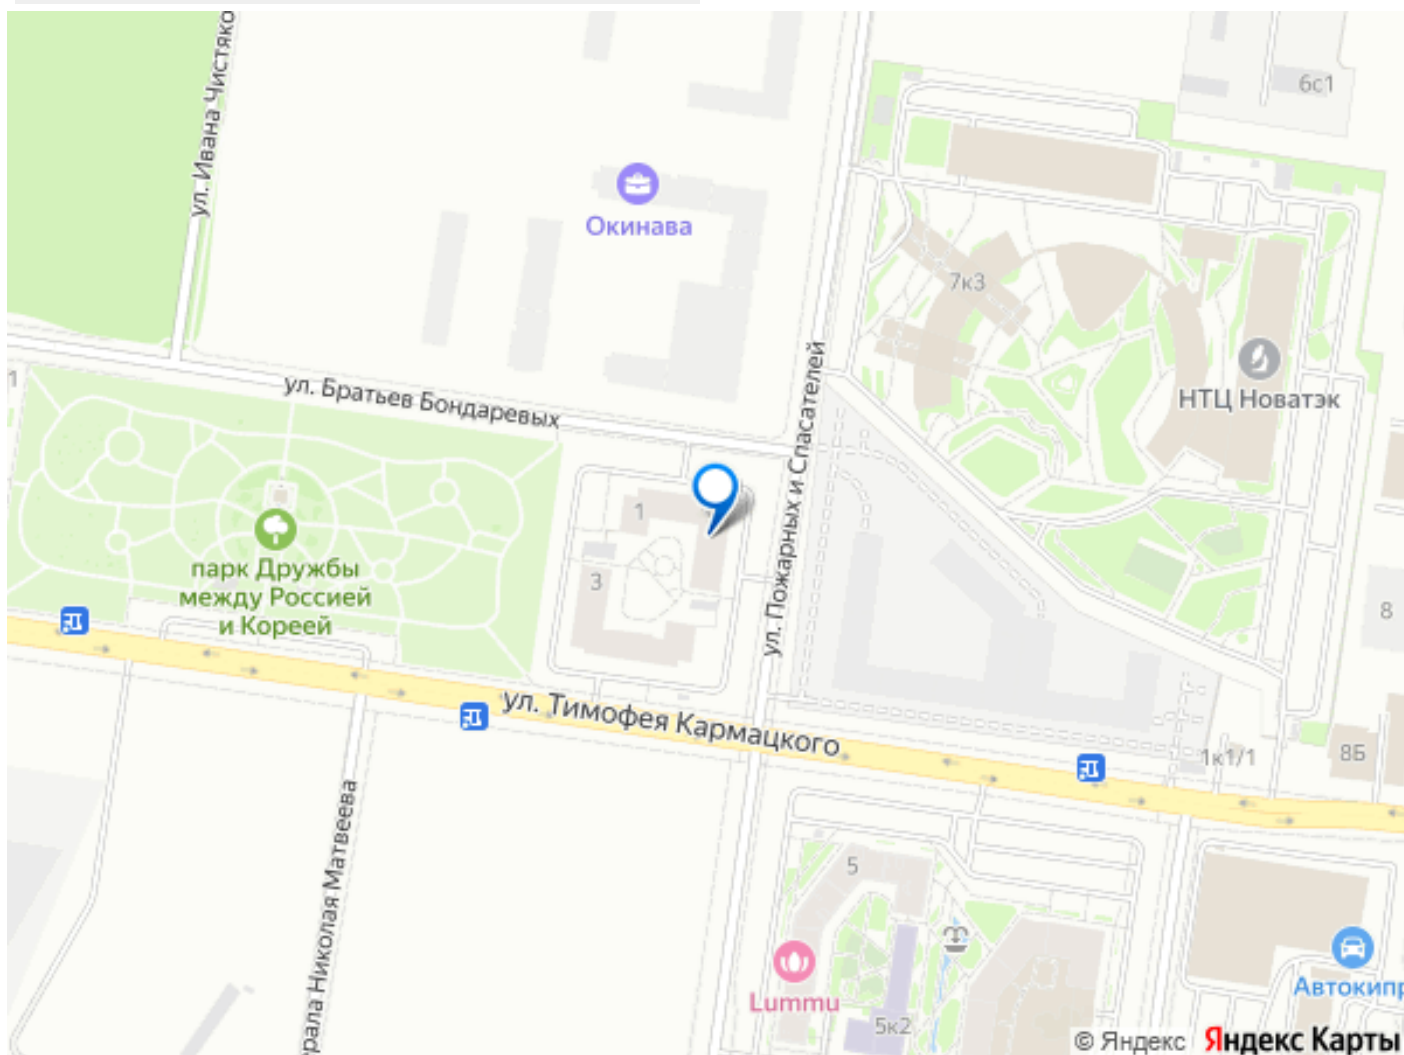 ул. Ивана Чистяко
6с1
Окинава
7к3
НТЦ Новатэк
1
ул. Братьев Бондаревых
ул. Пожарных и Спасателей
1
3
парк Дружбы
между Россией
и Кореей
8
ул. Тимофея Кармацкого
1к1/1
8Б
рала Николая Матвеева
5
Lummu
5к2
Автокипр
© Яндекс Яндекс Карты